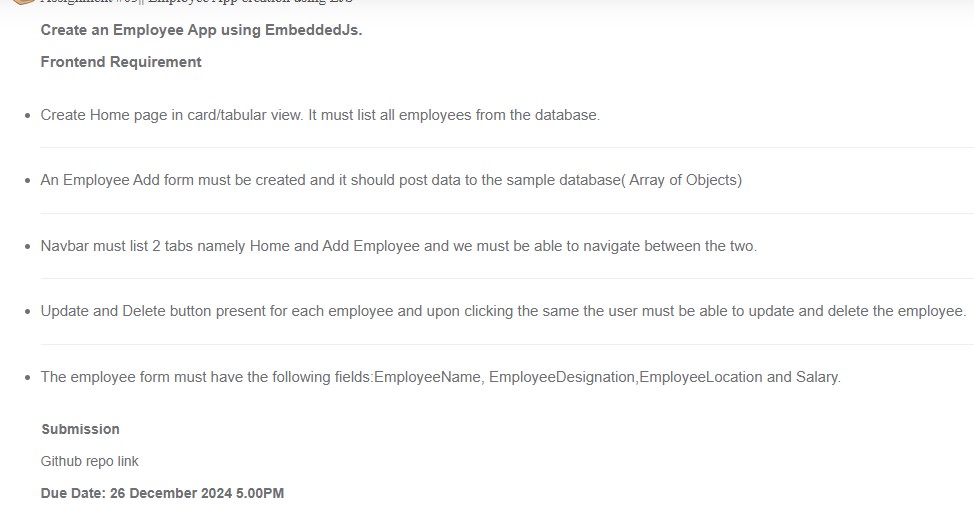 Assignment #03|| Employee App creation using EJS
Create an Employee App using EmbeddedJs.
Frontend Requirement
Create Home page in card/tabular view. It must list all employees from the database.
An Employee Add form must be created and it should post data to the sample database( Array of Objects)
Navbar must list 2 tabs namely Home and Add Employee and we must be able to navigate between the two.
Update and Delete button present for each employee and upon clicking the same the user must be able to update and delete the employee.
The employee form must have the following fields:EmployeeName, EmployeeDesignation,EmployeeLocation and Salary.
Submission
Github repo link
Due Date: 26 December 2024 5.00PM